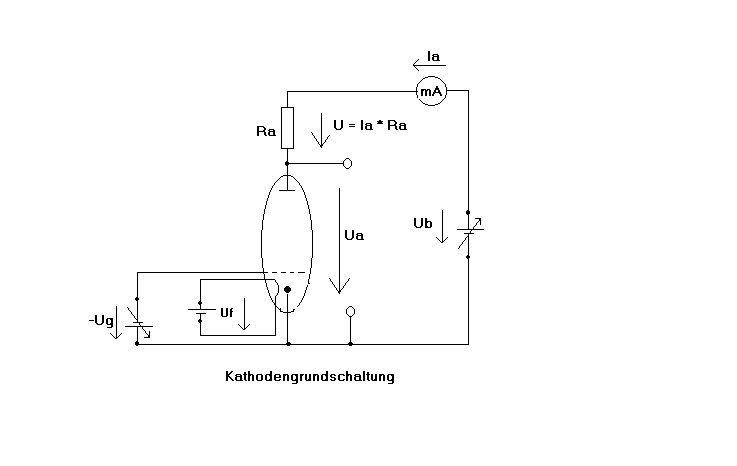 Ia
mA
Ra
U = Ia * Ra
Ua
Ub
-Ug
Uf
Kathodengrundschaltung